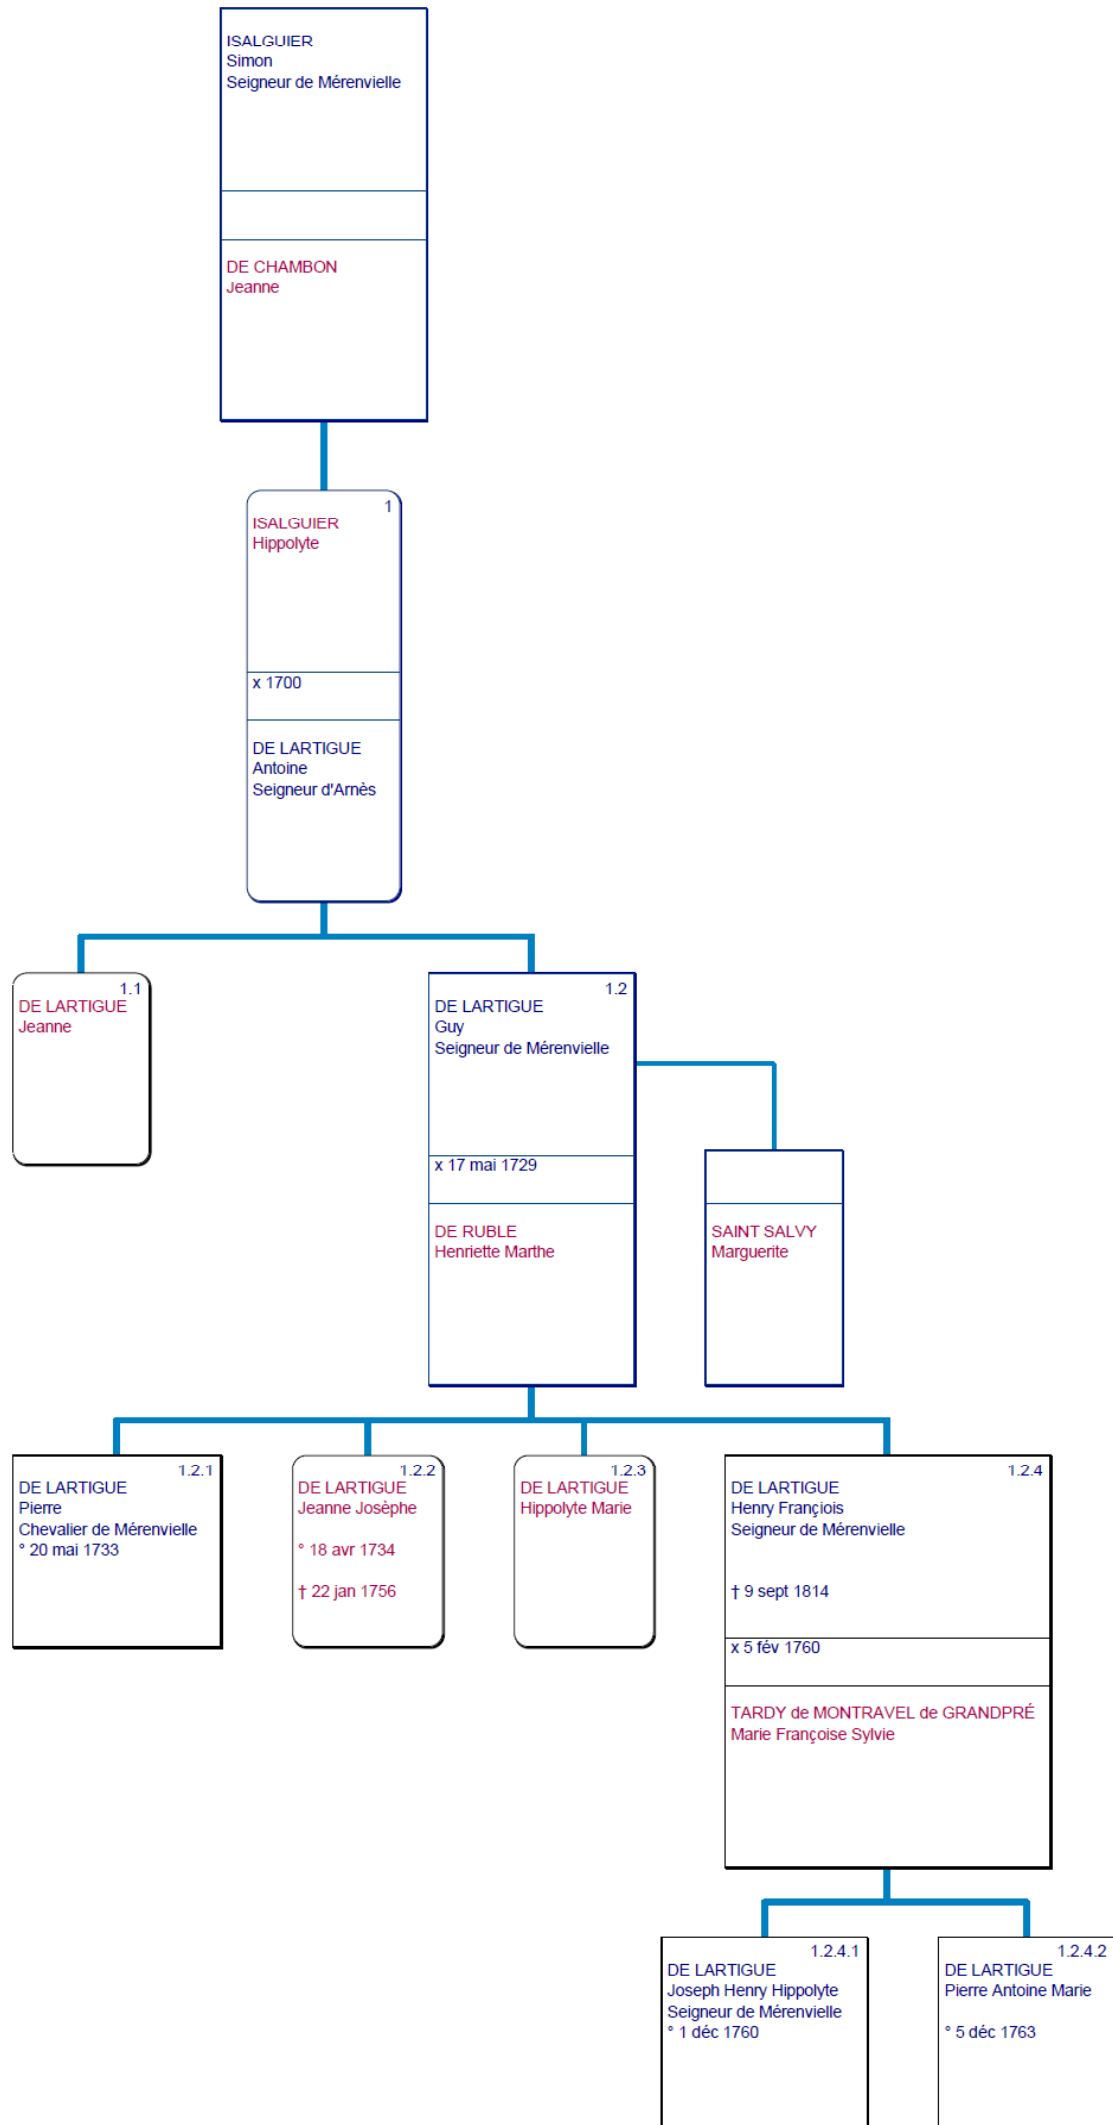 ISALGUIER
Simon
Seigneur de Mérenvielle
DE CHAMBON
Jeanne
1
ISALGUIER
Hippolyte
x 1700
DE LARTIGUE
Antoine
Seigneur d'Arnès
1.1
DE LARTIGUE
Jeanne
1.2
DE LARTIGUE
Guy
Seigneur de Mérenvielle
x 17 mai 1729
DE RUBLE
Henriette Marthe
SAINT SALVY
Marguerite
1.2.1
DE LARTIGUE
Pierre
Chevalier de Mérenvielle
° 20 mai 1733
1.2.2
DE LARTIGUE
Jeanne Josèphe
° 18 avr 1734
† 22 jan 1756
1.2.3
DE LARTIGUE
Hippolyte Marie
1.2.4
DE LARTIGUE
Henry Françiois
Seigneur de Mérenvielle
† 9 sept 1814
x 5 fév 1760
TARDY de MONTRAVEL de GRANDPRÉ
Marie Françoise Sylvie
1.2.4.1
DE LARTIGUE
Joseph Henry Hippolyte
Seigneur de Mérenvielle
° 1 déc 1760
1.2.4.2
DE LARTIGUE
Pierre Antoine Marie
° 5 déc 1763